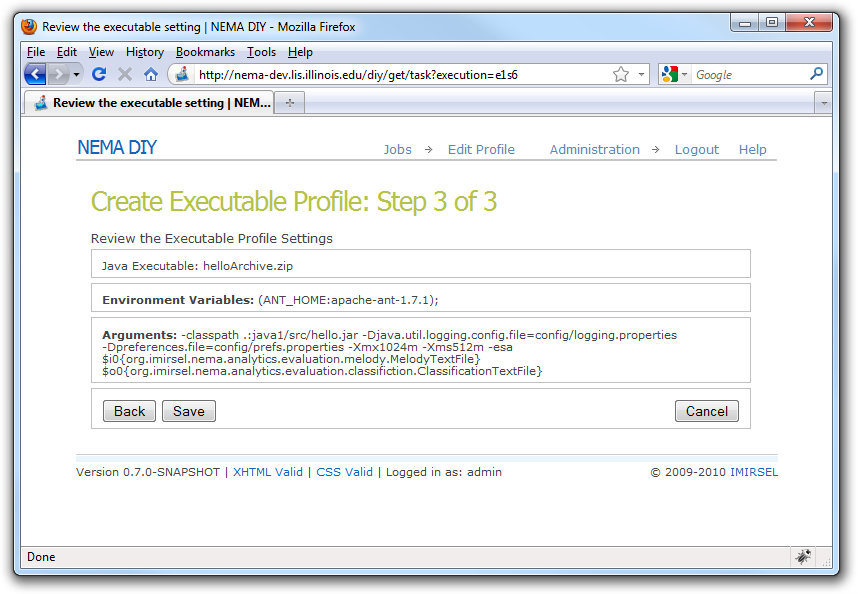 Review the executable setting | NEMA DIY - Mozilla Firefox
File Edit View History Bookmarks Tools Help
http://nema-dev.lis.illinois.edu/diy/get/task?execution=e1s6
Google
Review the executable setting | NEM...
NEMA DIY
Jobs → Edit Profile Administration → Logout Help
Create Executable Profile: Step 3 of 3
Review the Executable Profile Settings
Java Executable: helloArchive.zip
Environment Variables: (ANT_HOME:apache-ant-1.7.1);
Arguments: -classpath .:java1/src/hello.jar -Djava.util.logging.config.file=config/logging.properties
-Dpreferences.file=config/prefs.properties -Xmx1024m -Xms512m -esa
$i0{org.imirsel.nema.analytics.evaluation.melody.MelodyTextFile}
$o0{org.imirsel.nema.analytics.evaluation.classifiction.ClassificationTextFile}
Back Save Cancel
Version 0.7.0-SNAPSHOT | XHTML Valid | CSS Valid | Logged in as: admin © 2009-2010 IMIRSEL
Done